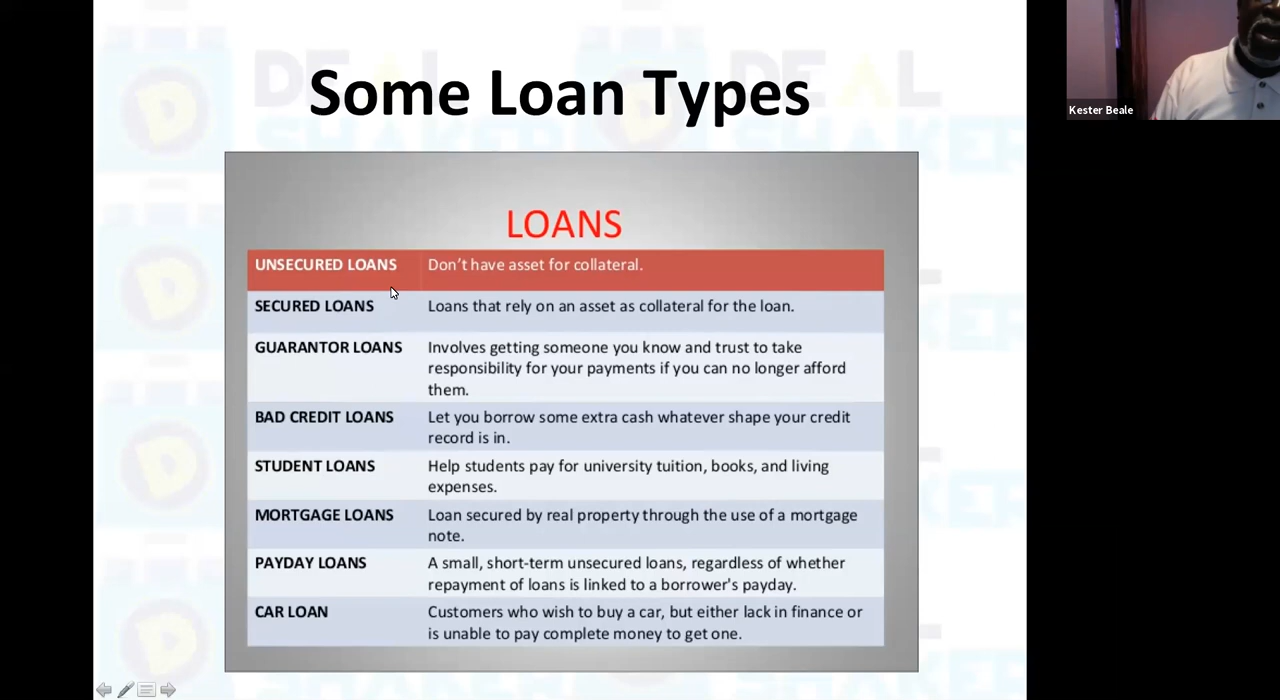 DEAL
DEAL
SHAKER
SHAKER
Some Loan Types
Kester Beale
LOANS
UNSECURED LOANS Don't have asset for collateral.
SECURED LOANS Loans that rely on an asset as collateral for the loan.
GUARANTOR LOANS Involves getting someone you know and trust to take
responsibility for your payments if you can no longer afford
them.
BAD CREDIT LOANS Let you borrow some extra cash whatever shape your credit
record is in.
STUDENT LOANS Help students pay for university tuition, books, and living
expenses.
MORTGAGE LOANS Loan secured by real property through the use of a mortgage
note.
PAYDAY LOANS A small, short-term unsecured loans, regardless of whether
repayment of loans is linked to a borrower's payday.
CAR LOAN Customers who wish to buy a car, but either lack in finance or
is unable to pay complete money to get one.